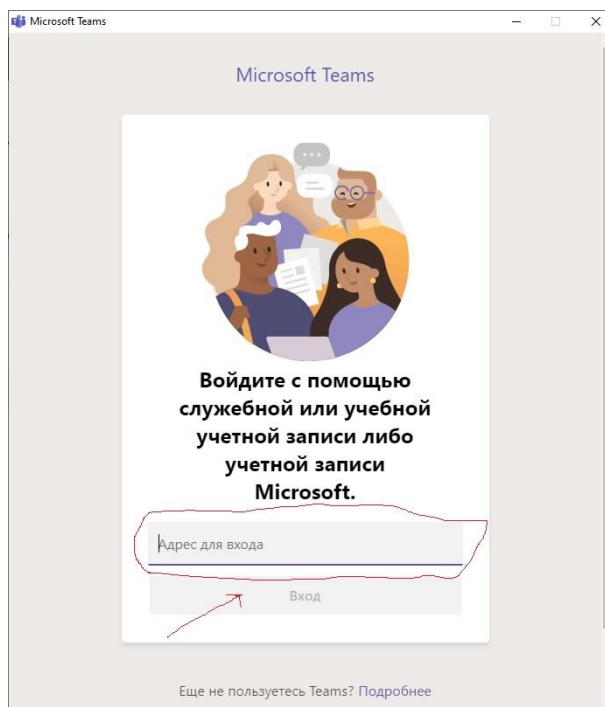 Microsoft Teams
Microsoft Teams
Войдите с помощью
служебной или учебной
учетной записи либо
учетной записи
Microsoft.
Адрес для входа
Вход
Еще не пользуетесь Teams? Подробнее